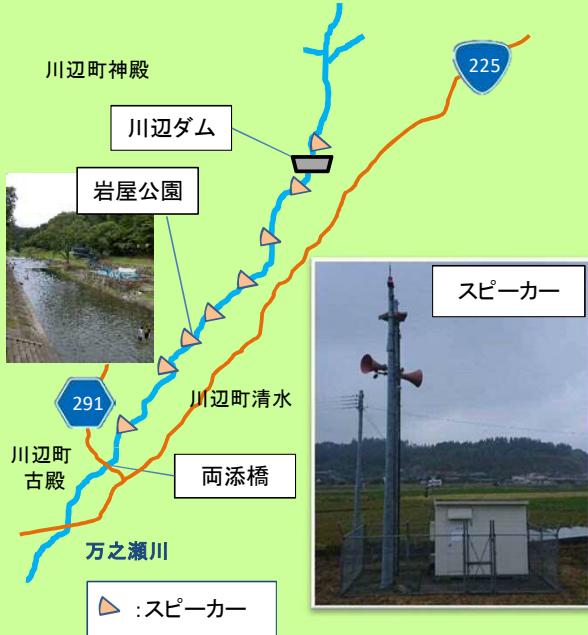 川辺町神殿
225
川辺ダム
岩屋公園
スピーカー
291
川辺町清水
川辺町
古殿
両添橋
万之瀬川
:スピーカー